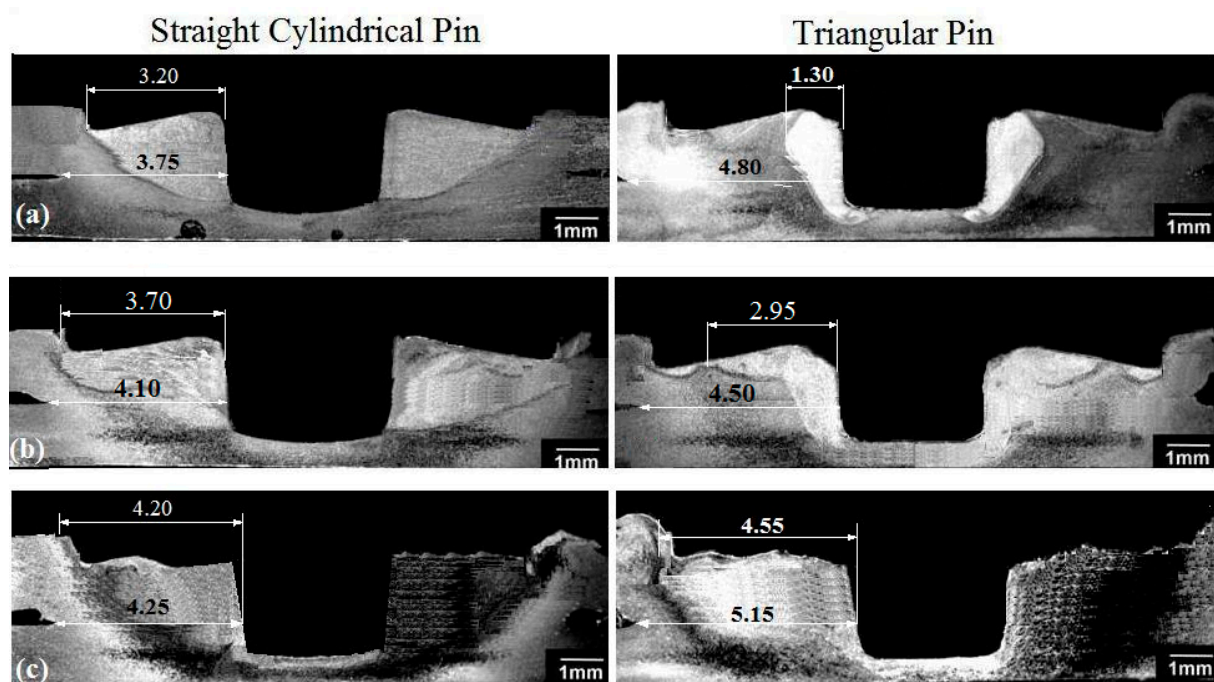 Straight Cylindrical Pin
Triangular Pin
3.20
3.75
(a)
1mm
1.30
4.80
1mm
3.70
4.10
(b)
1mm
2.95
4.50
1mm
4.20
4.25
(c)
1mm
4.55
5.15
1mm